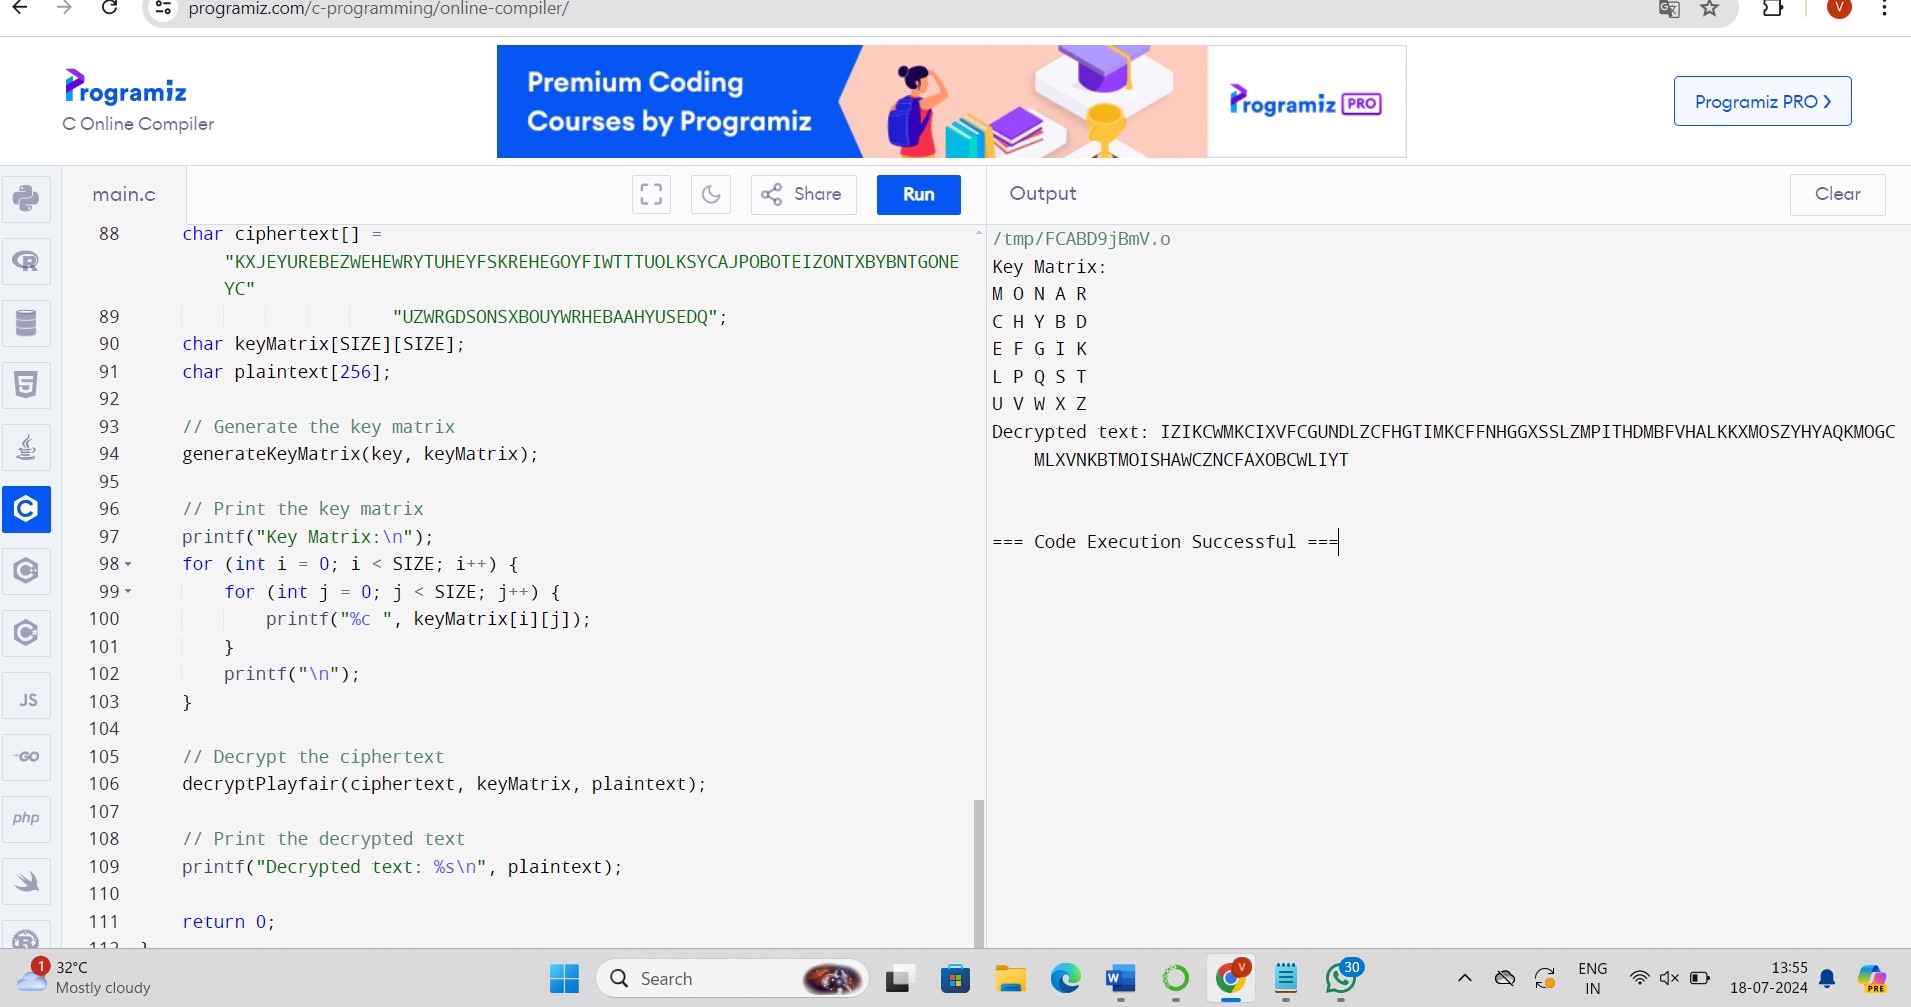 programiz.com/c-programming/online-compiler/
V
Programiz
C Online Compiler
Premium Coding
Courses by Programiz
Programiz PRO
Programiz PRO
main.c
Share
Run
Output
Clear
88 char ciphertext[] =
"KXJEYUREBEZWEHEWRYTUHEYFSKREHEGOYFIWTTTUOLKSYCAJPOBOTEIZONTXBYBNTGONE
YC"
89 "UZWRGDSONSXBOUYWRHEBAAHYUSEDQ";
90 char keyMatrix[SIZE][SIZE];
91 char plaintext[256];
92
93 // Generate the key matrix
94 generateKeyMatrix(key, keyMatrix);
95
96 // Print the key matrix
97 printf("Key Matrix:\n");
98 for (int i = 0; i < SIZE; i++) {
99 for (int j = 0; j < SIZE; j++) {
100 printf("%c ", keyMatrix[i][j]);
101 }
102 printf("\n");
103 }
104
105 // Decrypt the ciphertext
106 decryptPlayfair(ciphertext, keyMatrix, plaintext);
107
108 // Print the decrypted text
109 printf("Decrypted text: %s\n", plaintext);
110
111 return 0;
112 }
/tmp/FCABD9jBmV.o
Key Matrix:
M O N A R
C H Y B D
E F G I K
L P Q S T
U V W X Z
Decrypted text: IZIKCWMKCIXVFCGUNDLZCFHGTIMKCFFNHGGXSSLZMPITHDMBFVHALKKXMOSZYHYAQKMOGC
MLXVNKBTMOISHAWCZNCFAXOBCWLIYT
=== Code Execution Successful ===
JS
GO
php
1
32°C
Mostly cloudy
Search
W
V
30
ENG
IN
13:55
18-07-2024
PRE